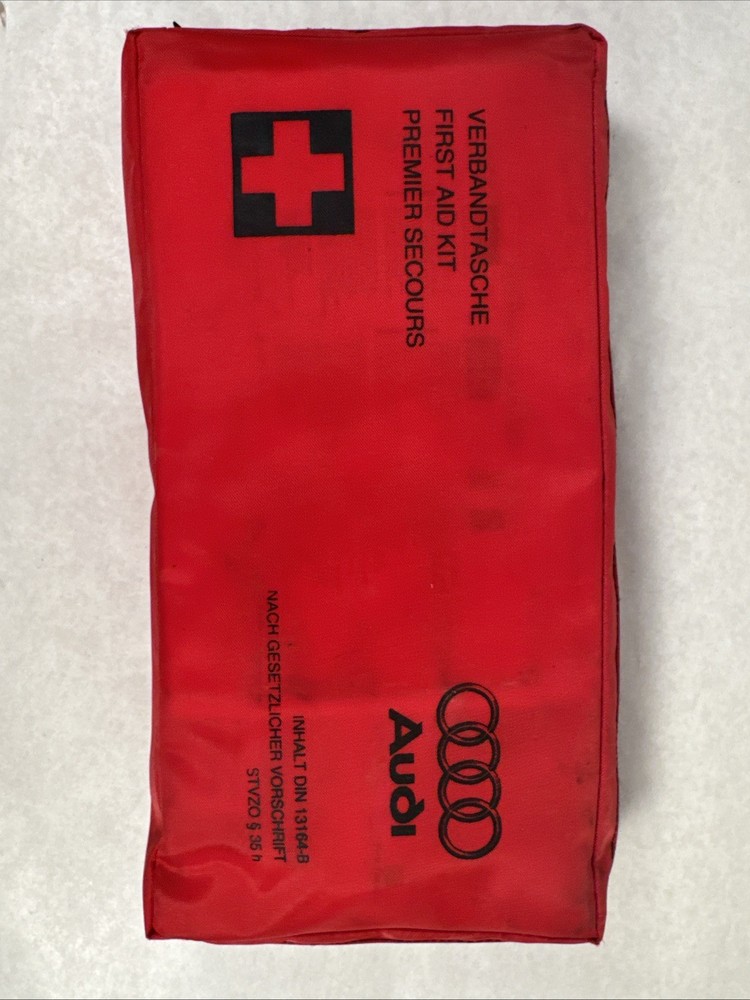 VERBANDTASCHE
FIRST AID KIT
PREMIER SECOURS
Audi
INHALT DIN 13164-B
NACH GESETZLICHER VORSCHRIFT
STVZO § 35 h